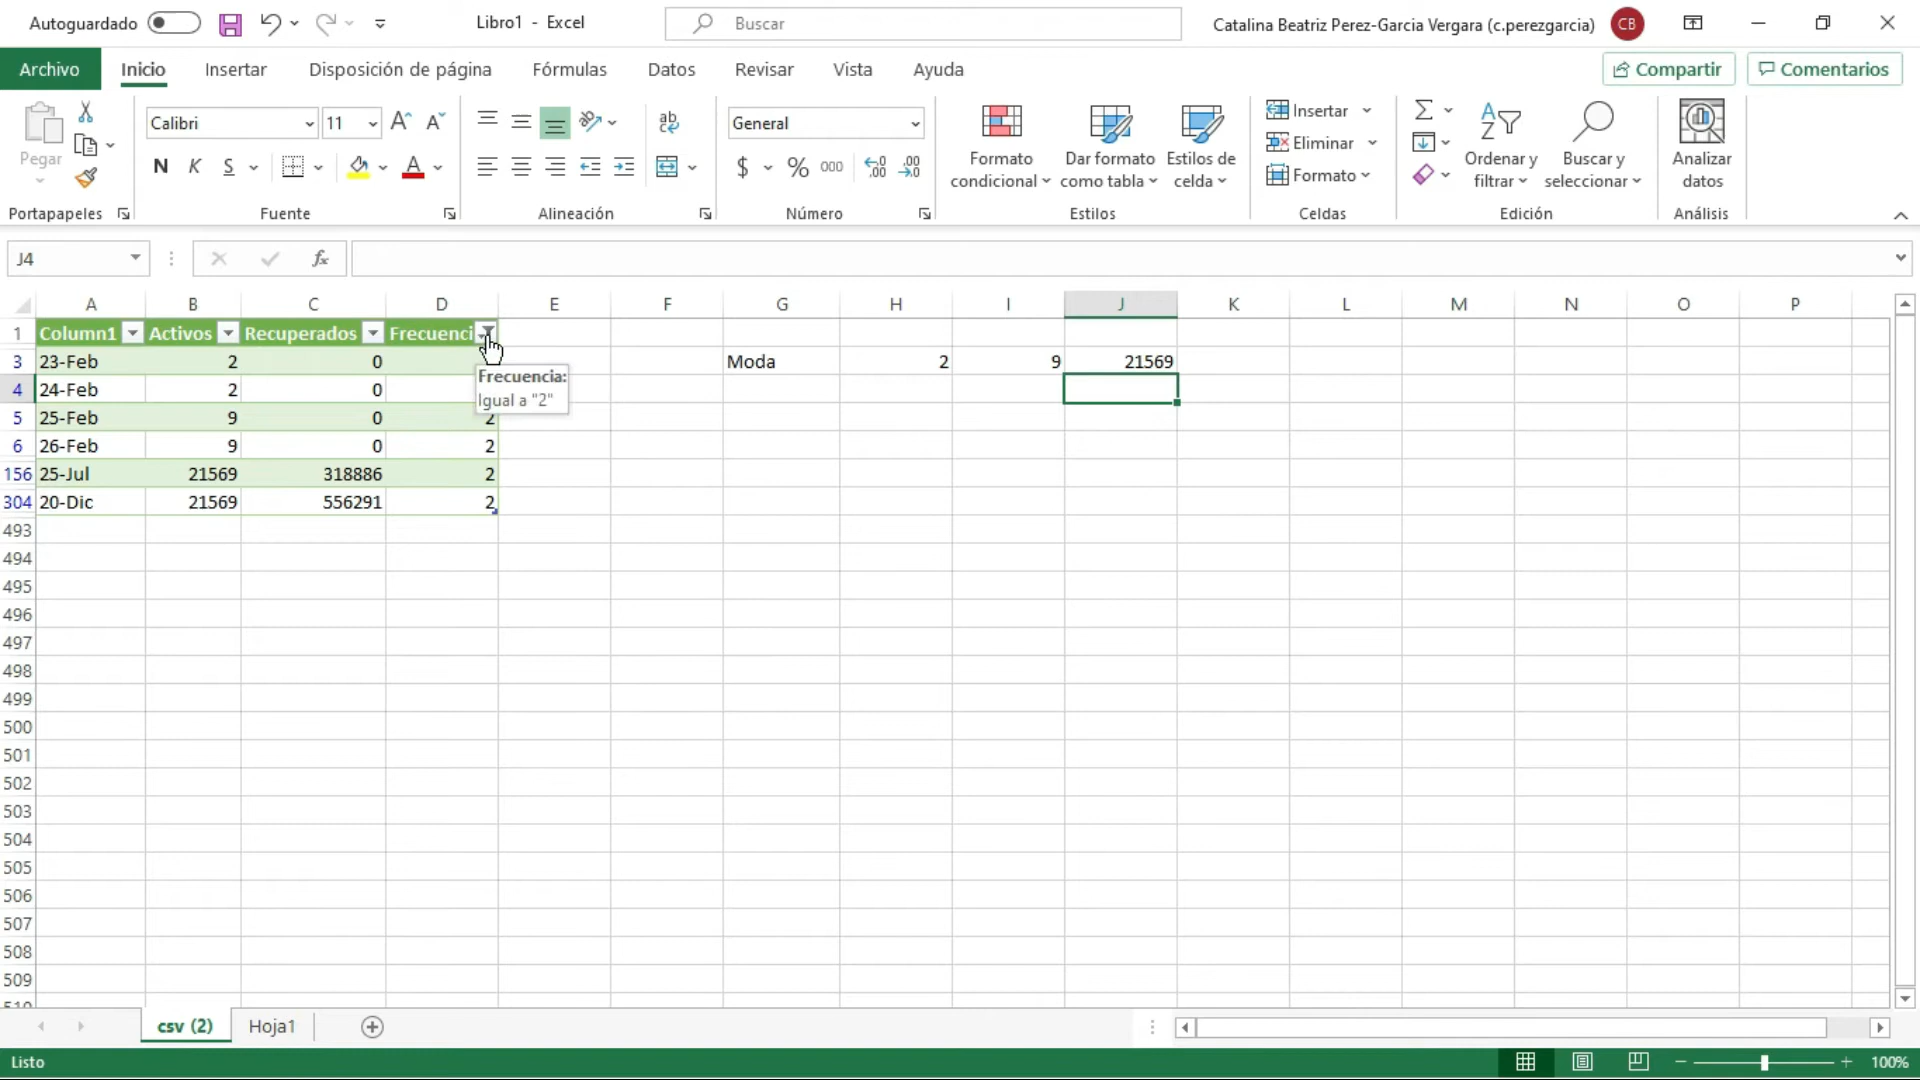 Autoguardado
Libro1 - Excel
Buscar
Catalina Beatriz Perez-Garcia Vergara (c.perezgarcia)
CB
Archivo Inicio Insertar Disposición de página Fórmulas Datos Revisar Vista Ayuda
Compartir
Comentarios
Pegar
Calibri
11
N K S
General
$ % 000
Formato condicional
Dar formato como tabla
Estilos de celda
Insertar
Eliminar
Formato
Ordenar y filtrar
Buscar y seleccionar
Analizar datos
Portapapeles Fuente Alineación Número Estilos Celdas Edición Análisis
J4
fx
A B C D E F G H I J K L M N O P
1 Column1 Activos Recuperados Frecuenci
3 23-Feb 2 0 Moda 2 9 21569
Frecuencia:
Igual a "2"
4 24-Feb 2 0
5 25-Feb 9 0 2
6 26-Feb 9 0 2
156 25-Jul 21569 318886 2
304 20-Dic 21569 556291 2
493
494
495
496
497
498
499
500
501
502
503
504
505
506
507
508
509
510
csv (2) Hoja1
Listo
100%